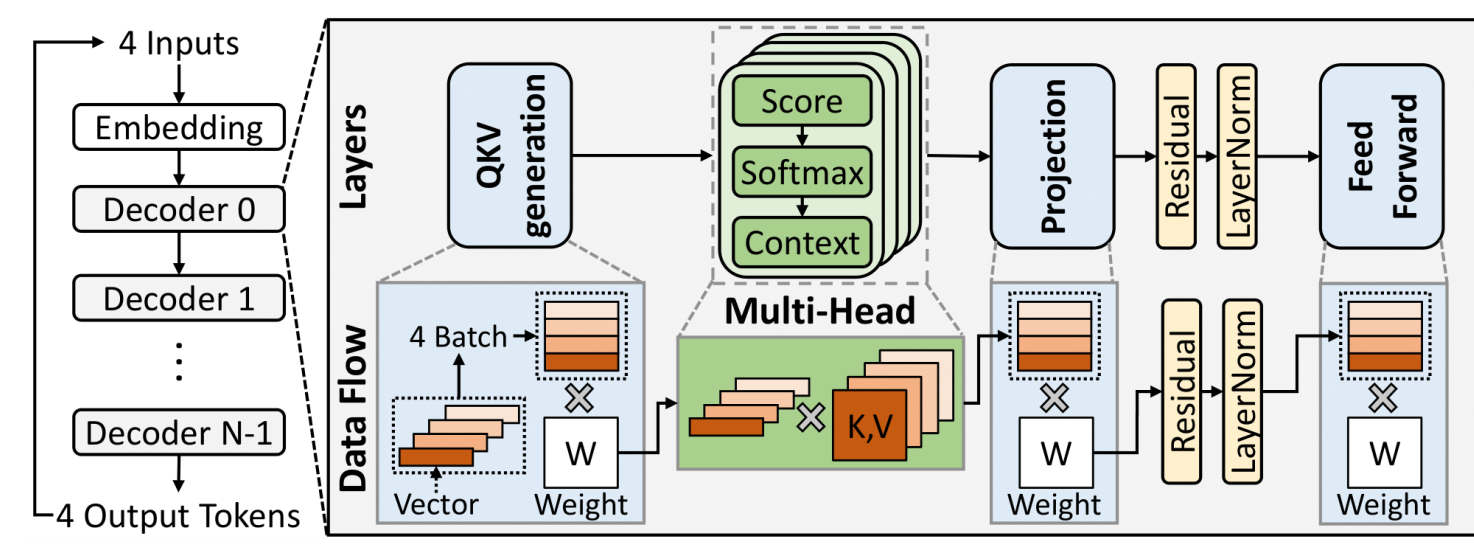 4 Inputs
Embedding
Decoder 0
Decoder 1
⋮
Decoder N-1
4 Output Tokens
Layers
QKV
generation
Score
Softmax
Context
Multi-Head
Projection
Residual
LayerNorm
Feed
Forward
Data Flow
4 Batch
Vector
W
Weight
K,V
W
Weight
Residual
LayerNorm
W
Weight